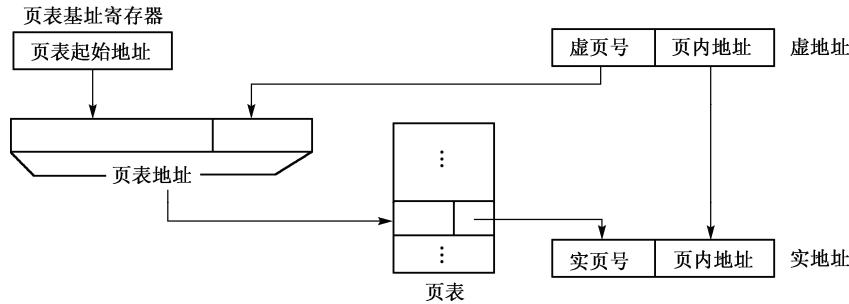 页表基址寄存器
页表起始地址
虚页号 页内地址 虚地址
页表地址
⋮
⋮
实页号 页内地址 实地址
页表